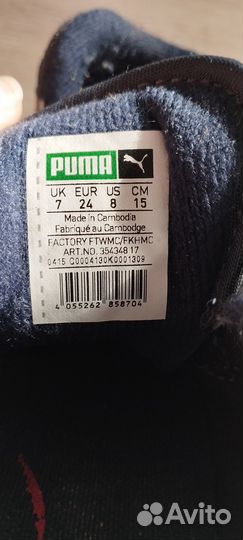 PUMA
UK EUR US CM
7 24 8 15
Made in Cambodia
Fabriqué au Cambodge
FACTORY FTWMC/FKHMC
ART.NO. 354348 17
0415 C0004130K0001309
4 055262 858704
Avito